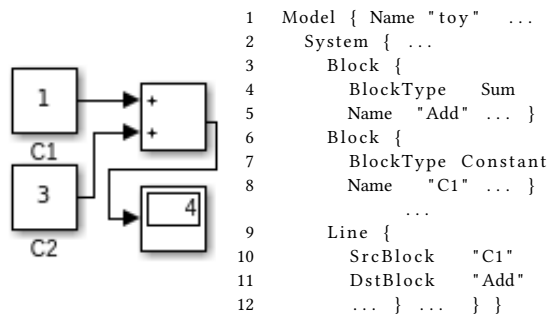 1
C1
3
C2
+
+
4
1 Model { Name "toy" ...
2 System { ...
3 Block {
4 BlockType Sum
5 Name "Add" ... }
6 Block {
7 BlockType Constant
8 Name "C1" ... }
...
9 Line {
10 SrcBlock "C1"
11 DstBlock "Add"
12 ... } ... } }